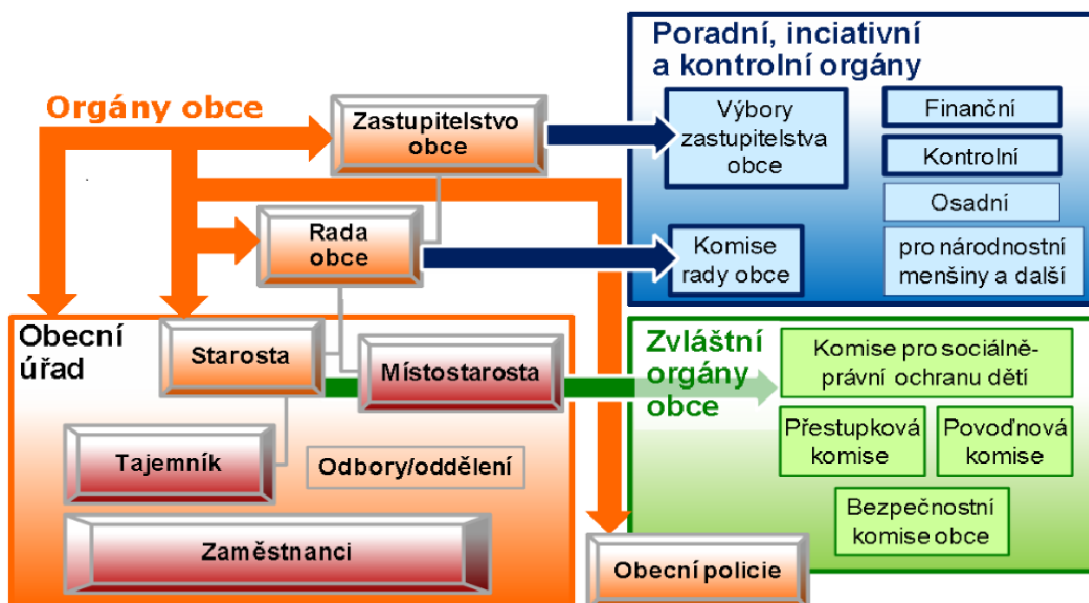 Orgány obce
Zastupitelstvo
obce
Rada
obce
Obecní
úřad
Starosta
Místostarosta
Tajemník
Odbory/oddělení
Zaměstnanci
Obecní policie
Poradní, inciativní
a kontrolní orgány
Výbory
zastupitelstva
obce
Finanční
Kontrolní
Osadní
pro národnostní
menšiny a další
Komise
rady obce
Zvláštní
orgány
obce
Komise pro sociálně-
právní ochranu dětí
Přestupková
komise
Povodňová
komise
Bezpečnostní
komise obce